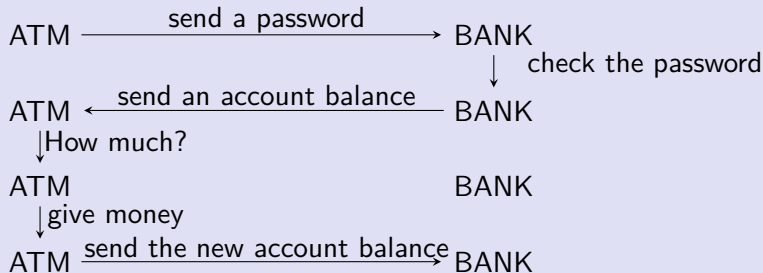 send a password
ATM BANK
check the password
send an account balance
ATM BANK
How much?
ATM BANK
give money
send the new account balance
ATM BANK